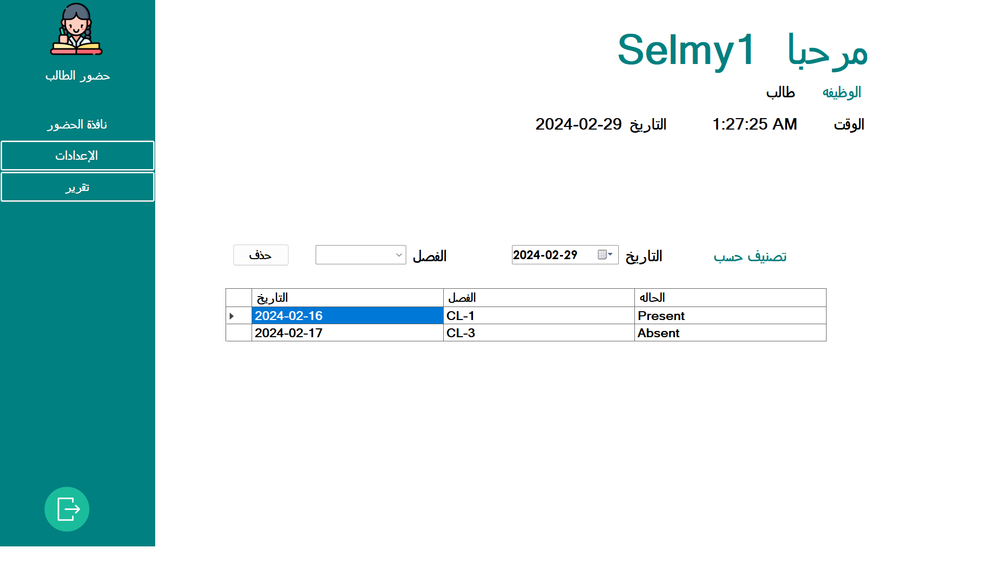 مرحبا Selmy1
الوظيفه طالب
الوقت 1:27:25 AM التاريخ 2024-02-29
حضور الطالب
نافذة الحضور
الإعدادات
تقرير
تصنيف حسب التاريخ 2024-02-29 الفصل حذف
التاريخ الفصل الحاله
2024-02-16 CL-1 Present
2024-02-17 CL-3 Absent